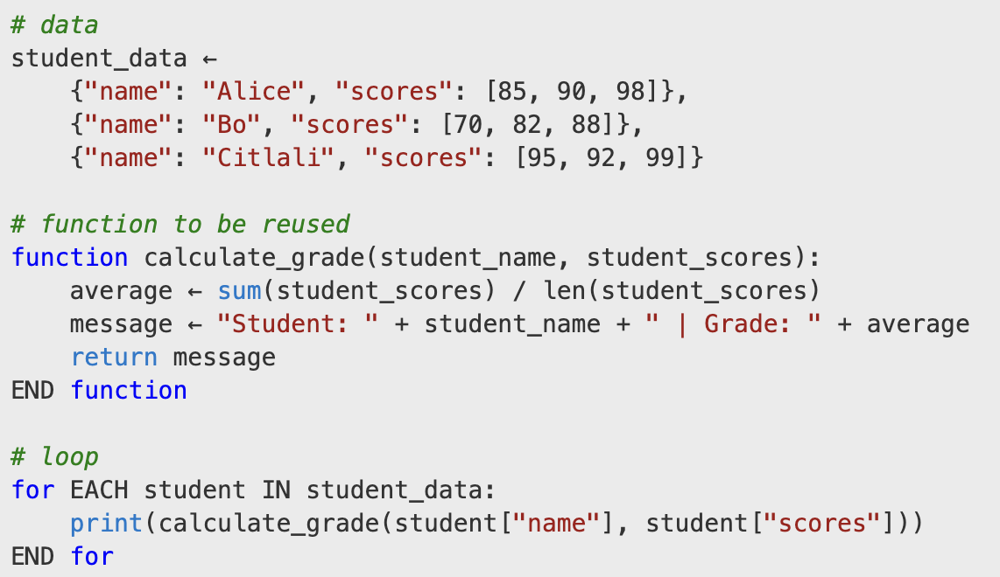 # data
student_data ←
    {"name": "Alice", "scores": [85, 90, 98]},
    {"name": "Bo", "scores": [70, 82, 88]},
    {"name": "Citlali", "scores": [95, 92, 99]}

# function to be reused
function calculate_grade(student_name, student_scores):
    average ← sum(student_scores) / len(student_scores)
    message ← "Student: " + student_name + " | Grade: " + average
    return message
END function

# loop
for EACH student IN student_data:
    print(calculate_grade(student["name"], student["scores"]))
END for